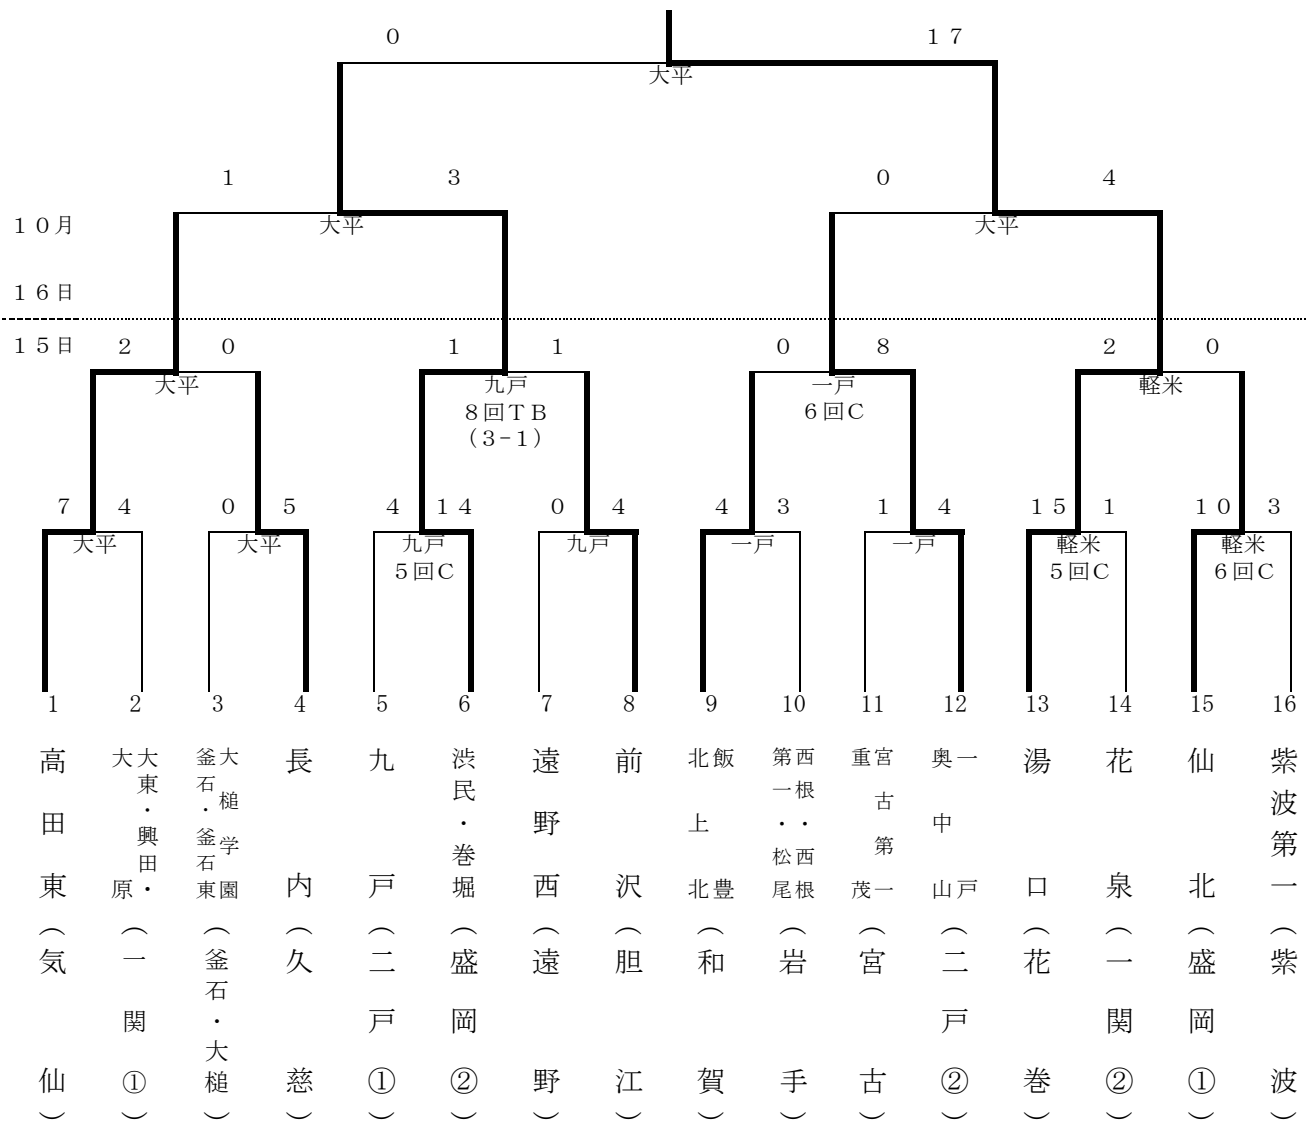 ０ １７
大平
１ ３ ０ ４
１０月 大平 大平
１６日
１５日 ２ ０ １ １ ０ ８ ２ ０
大平 九戸 一戸 軽米
８回ＴＢ ６回Ｃ
（３−１）
７ ４ ０ ５ ４ １４ ０ ４ ４ ３ １ ４ １５ １ １０ ３
大平 大平 九戸 九戸 一戸 一戸 軽米 軽米
５回Ｃ ５回Ｃ ６回Ｃ
1 2 3 4 5 6 7 8 9 10 11 12 13 14 15 16
高田東（気仙）
大東・興田・
大原（一関①）
大槌学園
釜石・釜石東（釜石・大槌）
長内（久慈）
九戸（二戸①）
渋民・巻堀（盛岡②）
遠野西（遠野）
前沢（胆江）
飯豊
北上北（和賀）
西根・西根
第一・松尾（岩手）
宮古第一
重茂（宮古）
一戸
奥中山（二戸②）
湯口（花巻）
花泉（一関②）
仙北（盛岡①）
紫波第一（紫波）